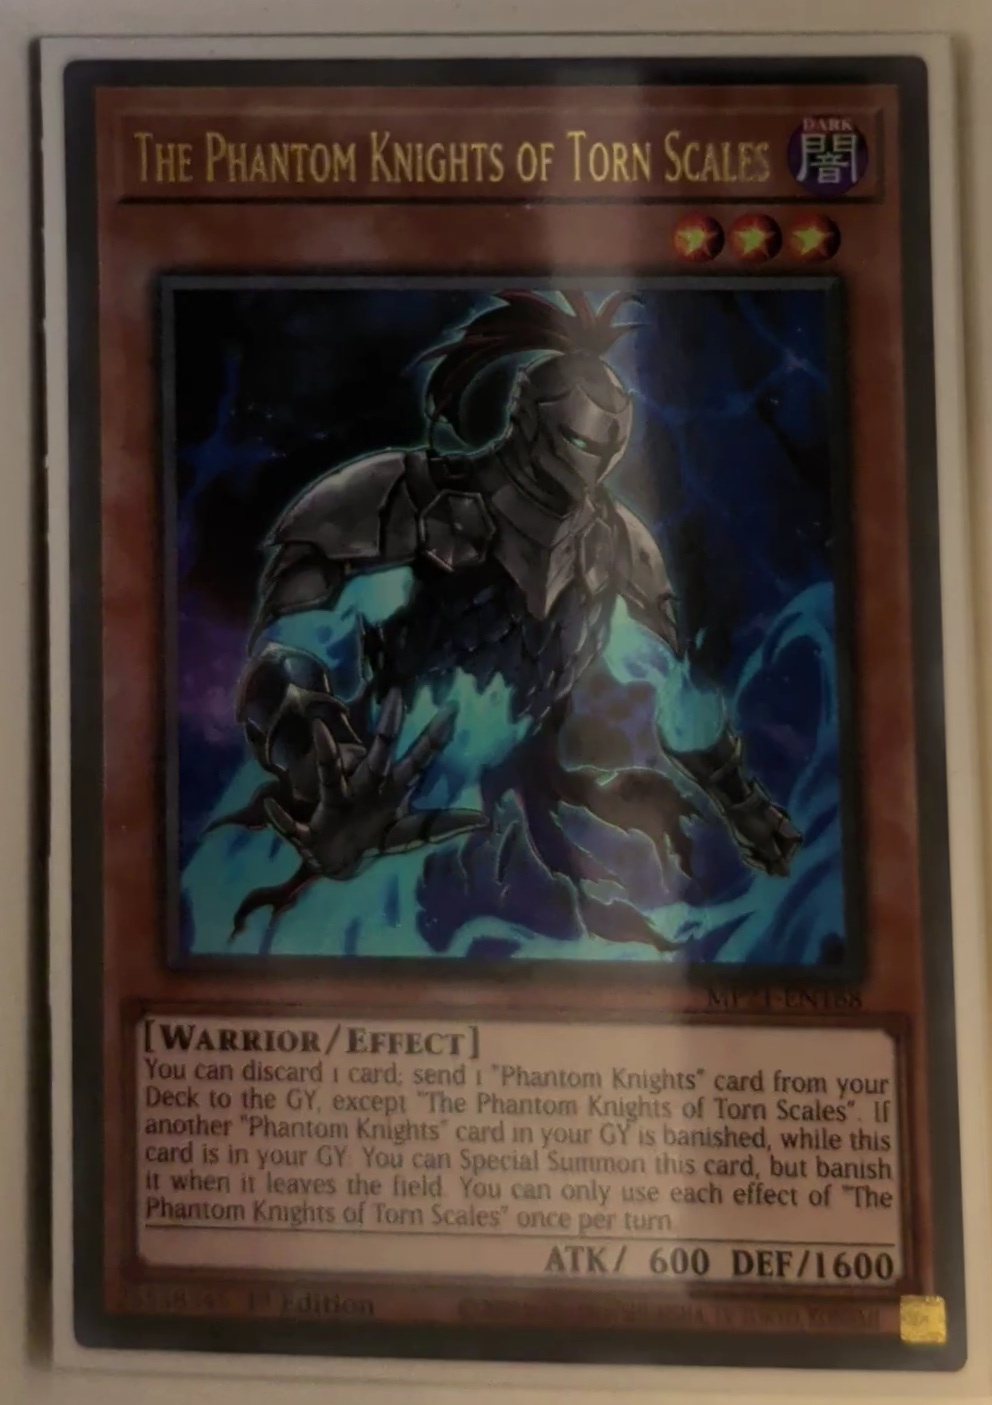 THE PHANTOM KNIGHTS OF TORN SCALES
DARK
闇
MP21-EN168
[WARRIOR/EFFECT]
You can discard 1 card; send 1 "Phantom Knights" card from your
Deck to the GY, except "The Phantom Knights of Torn Scales". If
another "Phantom Knights" card in your GY is banished, while this
card is in your GY: You can Special Summon this card, but banish
it when it leaves the field. You can only use each effect of "The
Phantom Knights of Torn Scales" once per turn.
ATK/ 600 DEF/1600
1st Edition